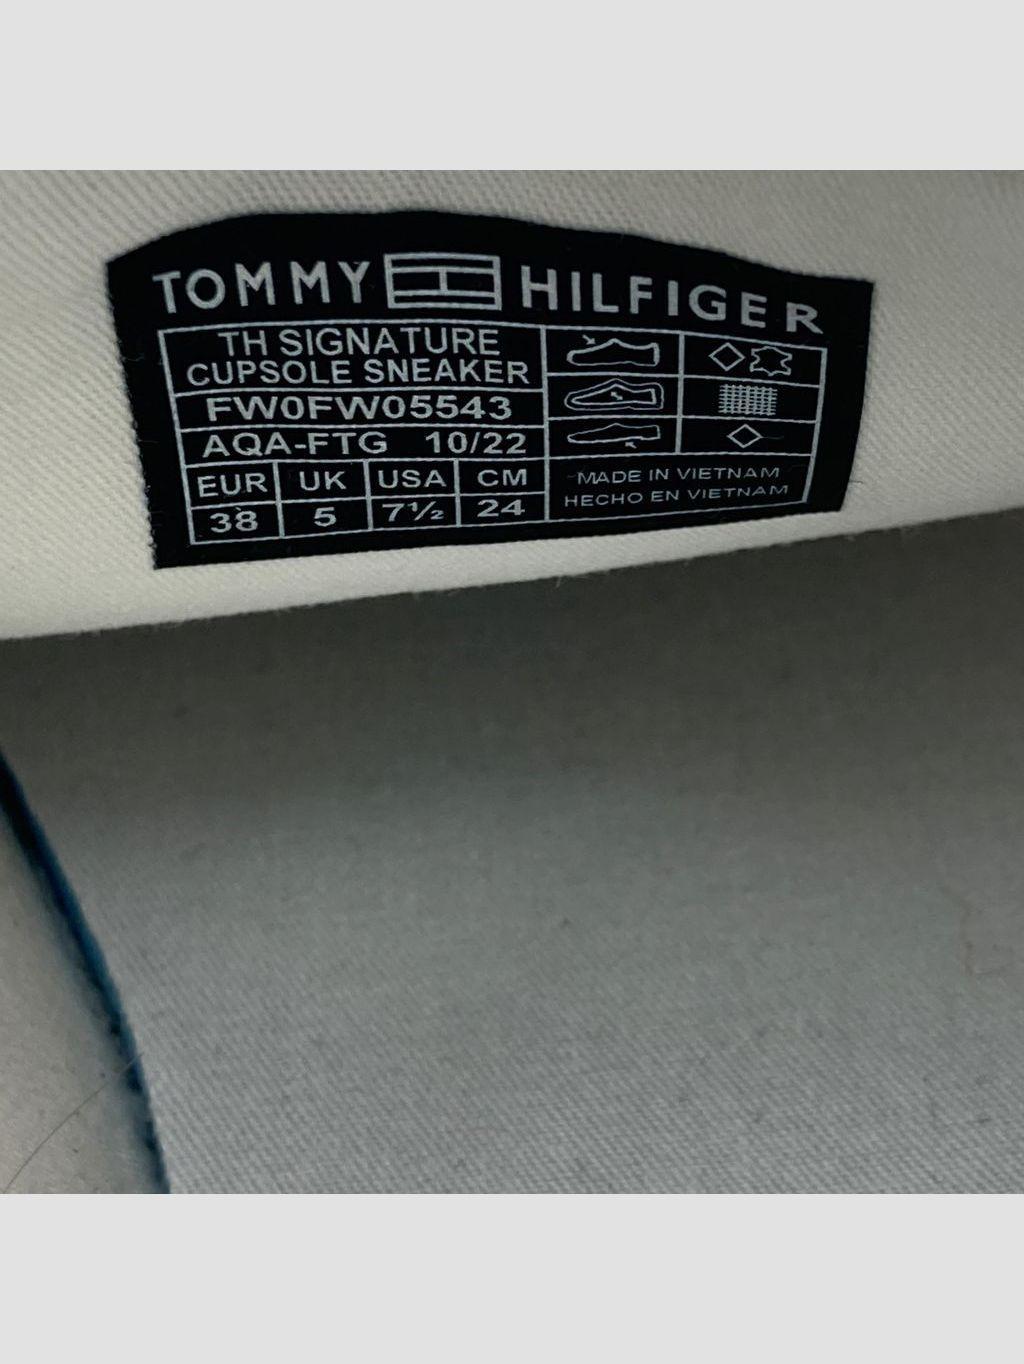 TOMMY HILFIGER
TH SIGNATURE
CUPSOLE SNEAKER
FW0FW05543
AQA-FTG 10/22
EUR UK USA CM
38 5 7½ 24
MADE IN VIETNAM
HECHO EN VIETNAM